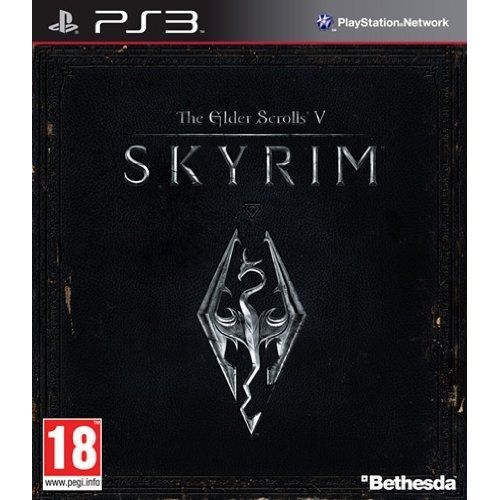 PS3
PlayStation®Network
The Elder Scrolls® V
SKYRIM
18
www.pegi.info
Bethesda